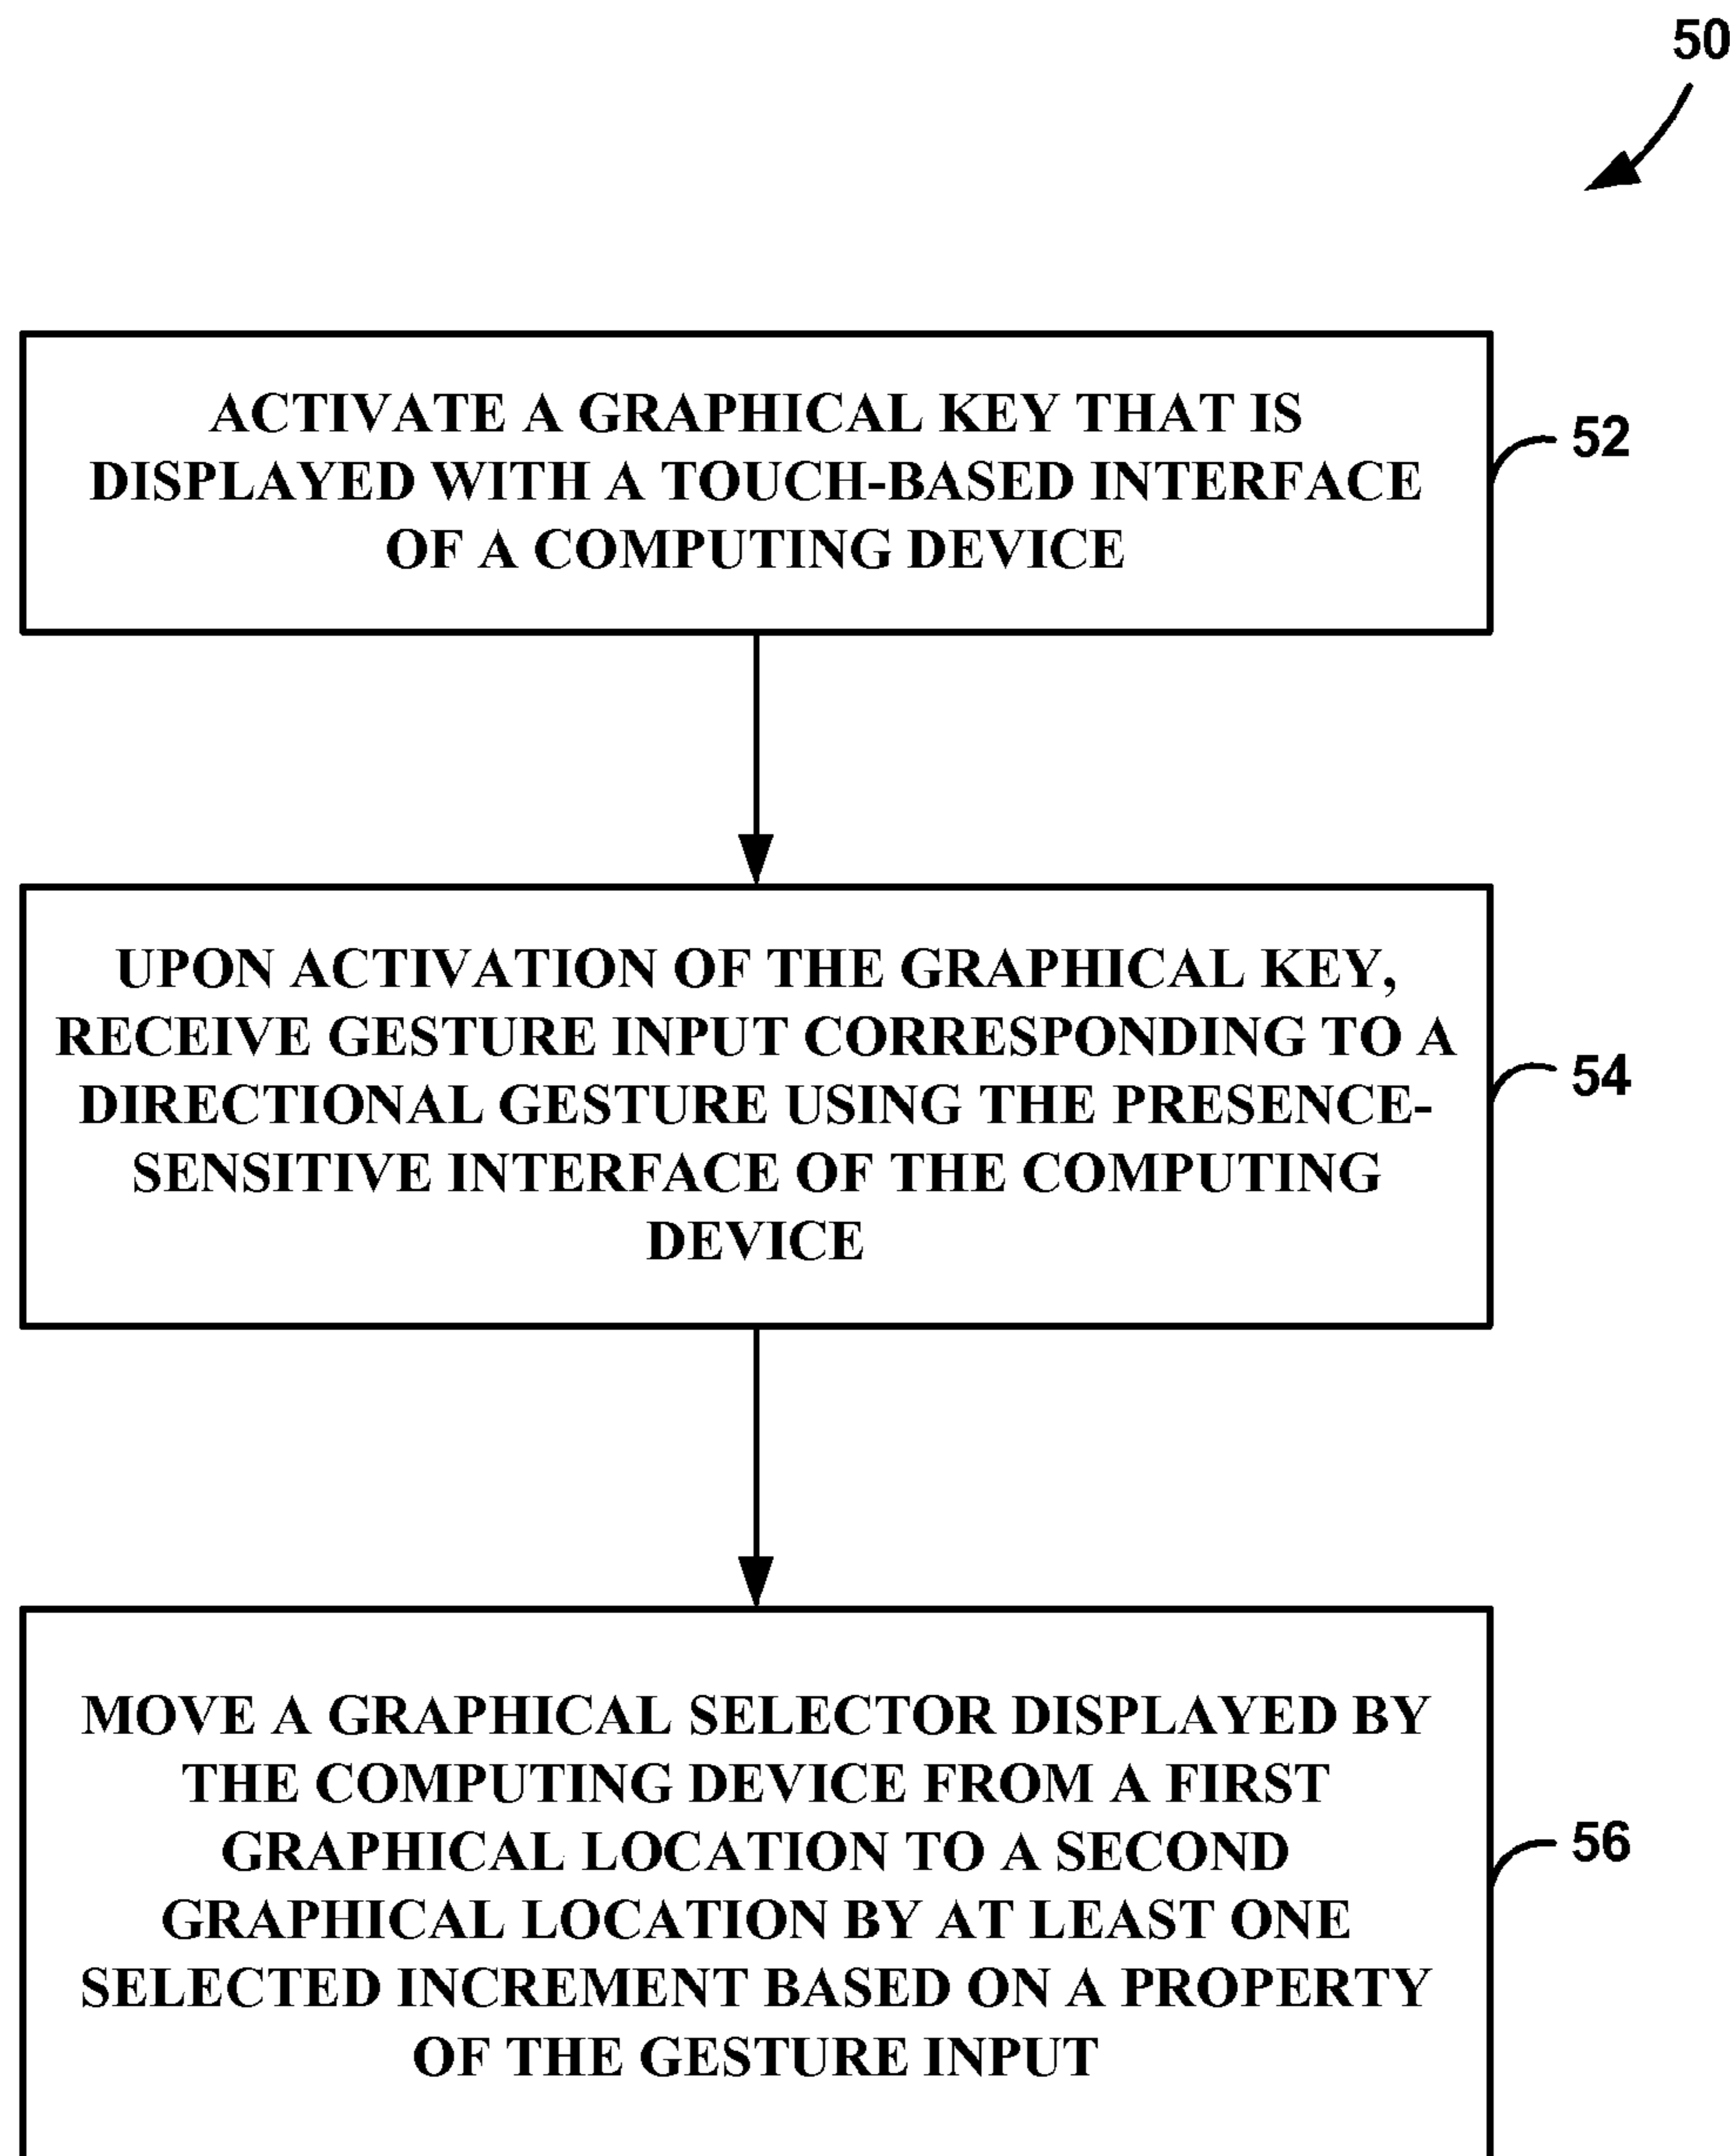 50
ACTIVATE A GRAPHICAL KEY THAT IS
DISPLAYED WITH A TOUCH-BASED INTERFACE
OF A COMPUTING DEVICE
52
UPON ACTIVATION OF THE GRAPHICAL KEY,
RECEIVE GESTURE INPUT CORRESPONDING TO A
DIRECTIONAL GESTURE USING THE PRESENCE-
SENSITIVE INTERFACE OF THE COMPUTING
DEVICE
54
MOVE A GRAPHICAL SELECTOR DISPLAYED BY
THE COMPUTING DEVICE FROM A FIRST
GRAPHICAL LOCATION TO A SECOND
GRAPHICAL LOCATION BY AT LEAST ONE
SELECTED INCREMENT BASED ON A PROPERTY
OF THE GESTURE INPUT
56